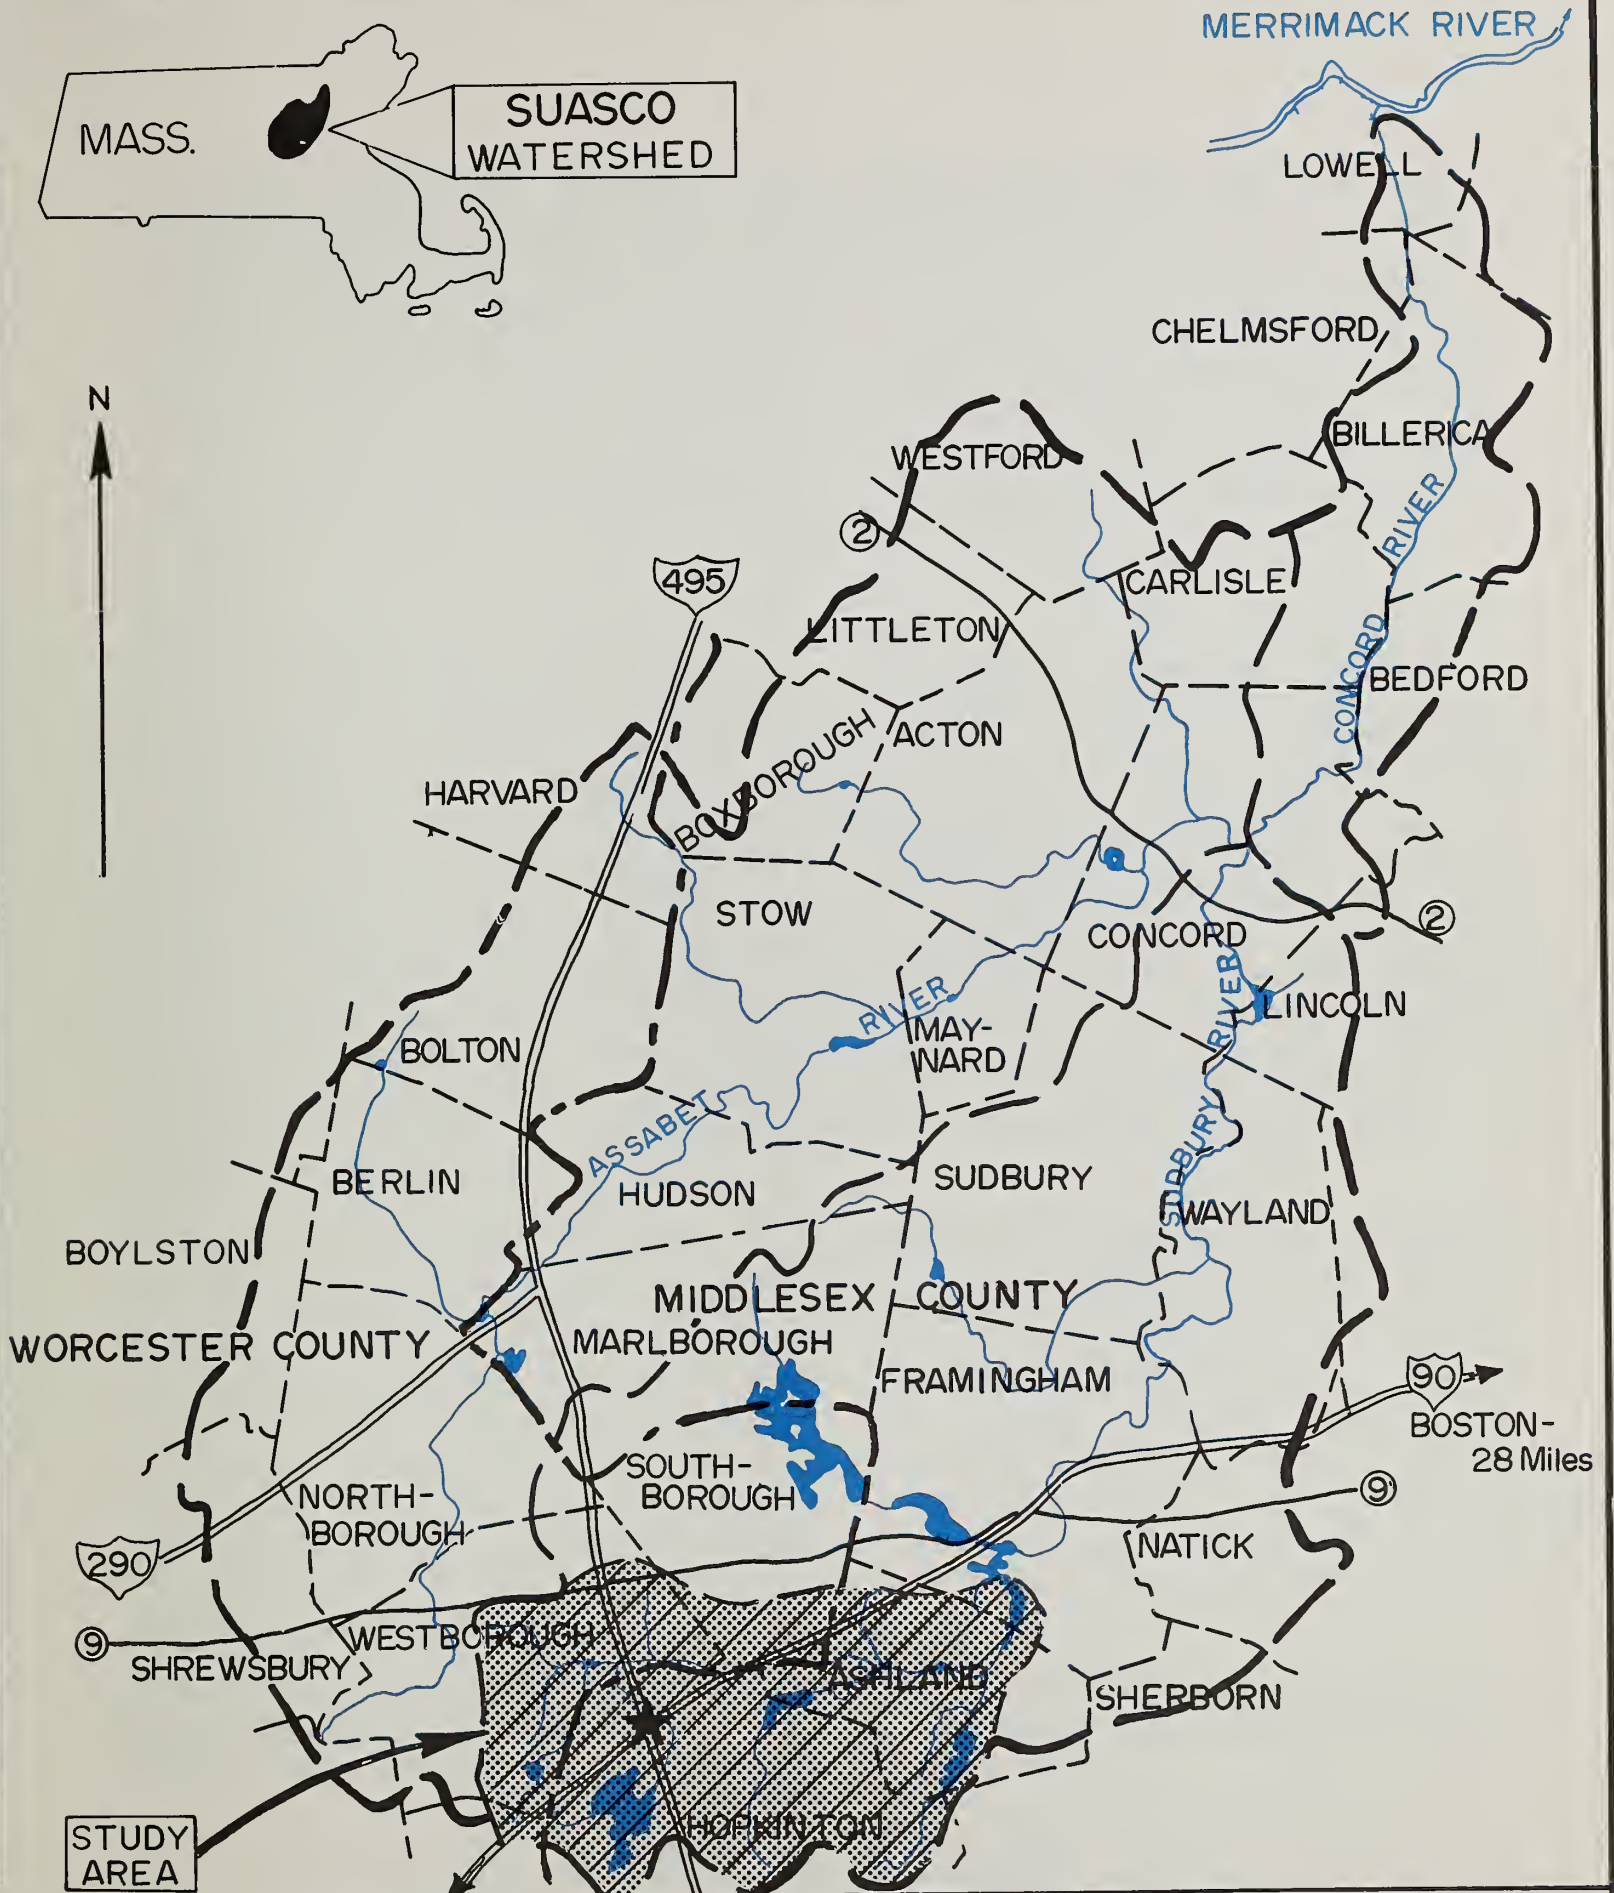 MERRIMACK RIVER
MASS.
SUASCO
WATERSHED
LOWELL
CHELMSFORD
N
BILLERICA
WESTFORD
2
RIVER
495
CARLISLE
LITTLETON
CONCORD
BEDFORD
BOXBOROUGH
ACTON
HARVARD
STOW
CONCORD
2
RIVER
RIVER
LINCOLN
MAY-
NARD
BOLTON
ASSABET
SUDBURY
BERLIN
HUDSON
SUDBURY
WAYLAND
BOYLSTON
MIDDLESEX COUNTY
WORCESTER COUNTY
MARLBOROUGH
FRAMINGHAM
90
BOSTON-
28 Miles
SOUTH-
BOROUGH
9
NORTH-
BOROUGH
290
NATICK
9
WESTBOROUGH
SHREWSBURY
ASHLAND
SHERBORN
STUDY
AREA
HOPKINTON